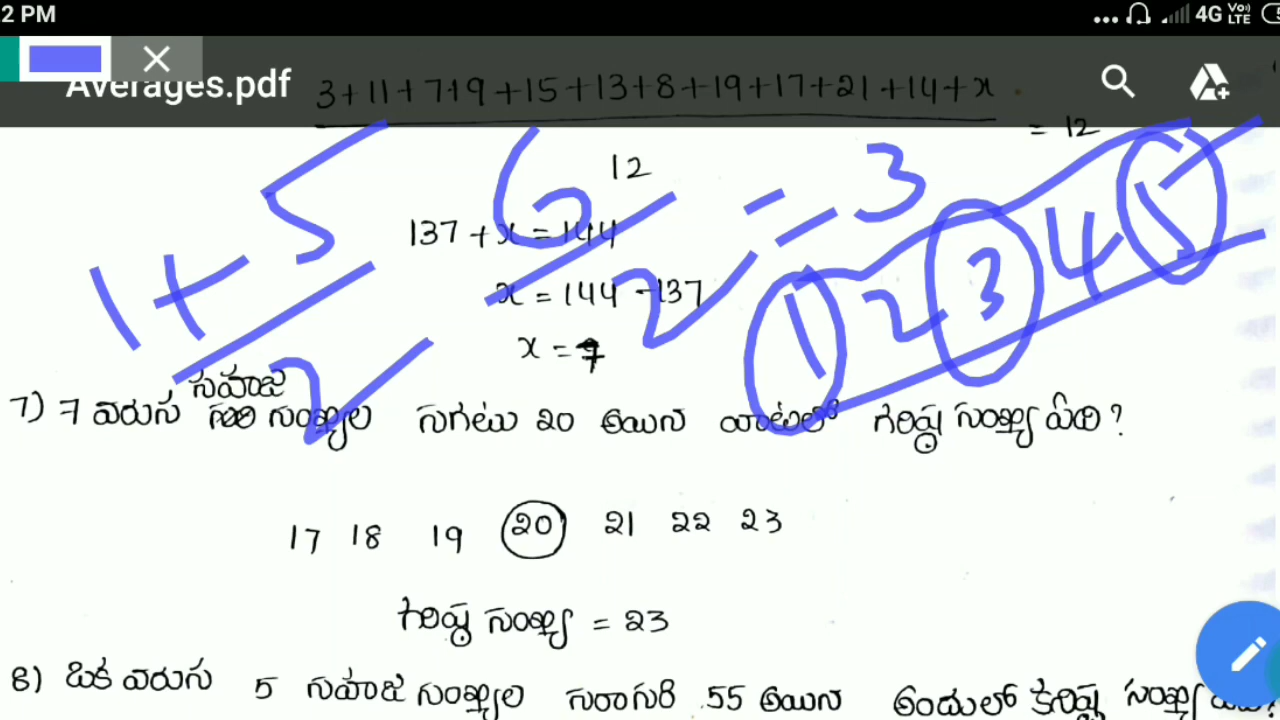 2 PM 4G Vo) LTE
Averages.pdf
3+11+7+9+15+13+8+19+17+21+14+x
= 12
12
137 + x = 144
x = 144 - 137
x = 7
1+5 6 = 3 1 2 3 4 5
2 2
సహజ
7) 7 వరుస సంఖ్యల సగటు 20 అయిన వాటిలో గరిష్ఠ సంఖ్య ఏది?
17 18 19 20 21 22 23
గరిష్ఠ సంఖ్య = 23
8) ఒక వరుస 5 సహజ సంఖ్యల సరాసరి 55 అయిన అందులో కనిష్ఠ సంఖ్య